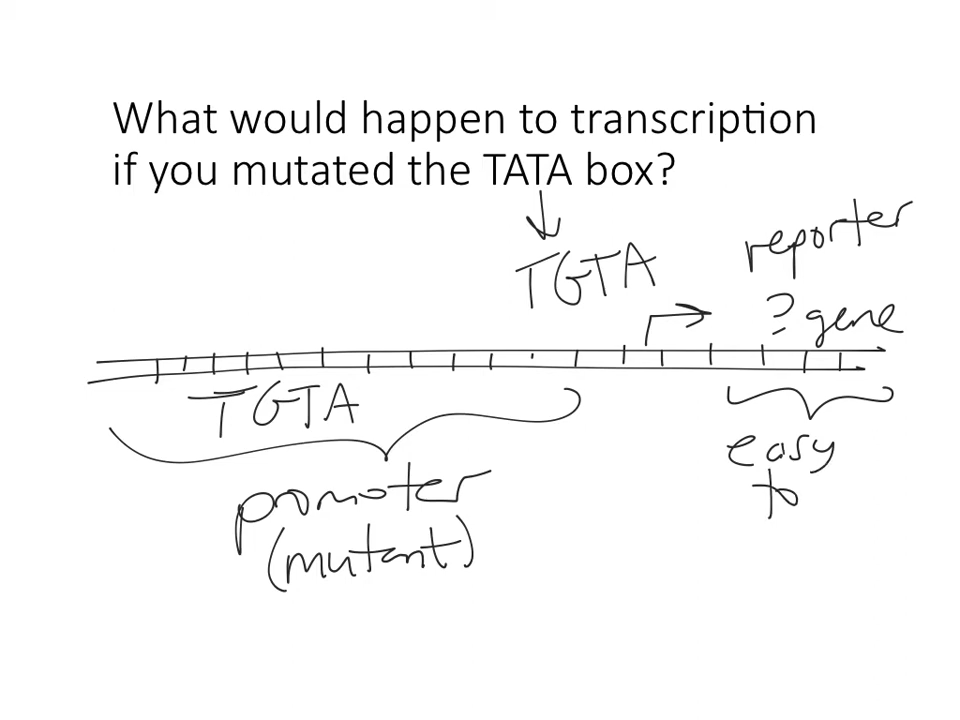 What would happen to transcription
if you mutated the TATA box?
TGTA
reporter
? gene
TGTA
promoter
(mutant)
easy
to